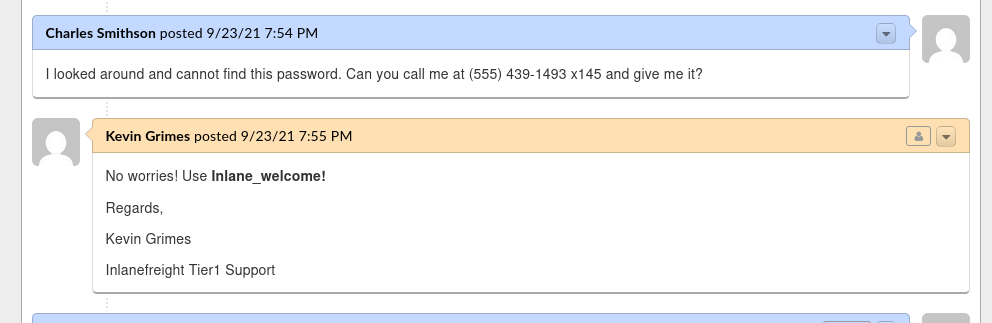 Charles Smithson posted 9/23/21 7:54 PM
I looked around and cannot find this password. Can you call me at (555) 439-1493 x145 and give me it?
Kevin Grimes posted 9/23/21 7:55 PM
No worries! Use Inlane_welcome!
Regards,
Kevin Grimes
Inlanefreight Tier1 Support